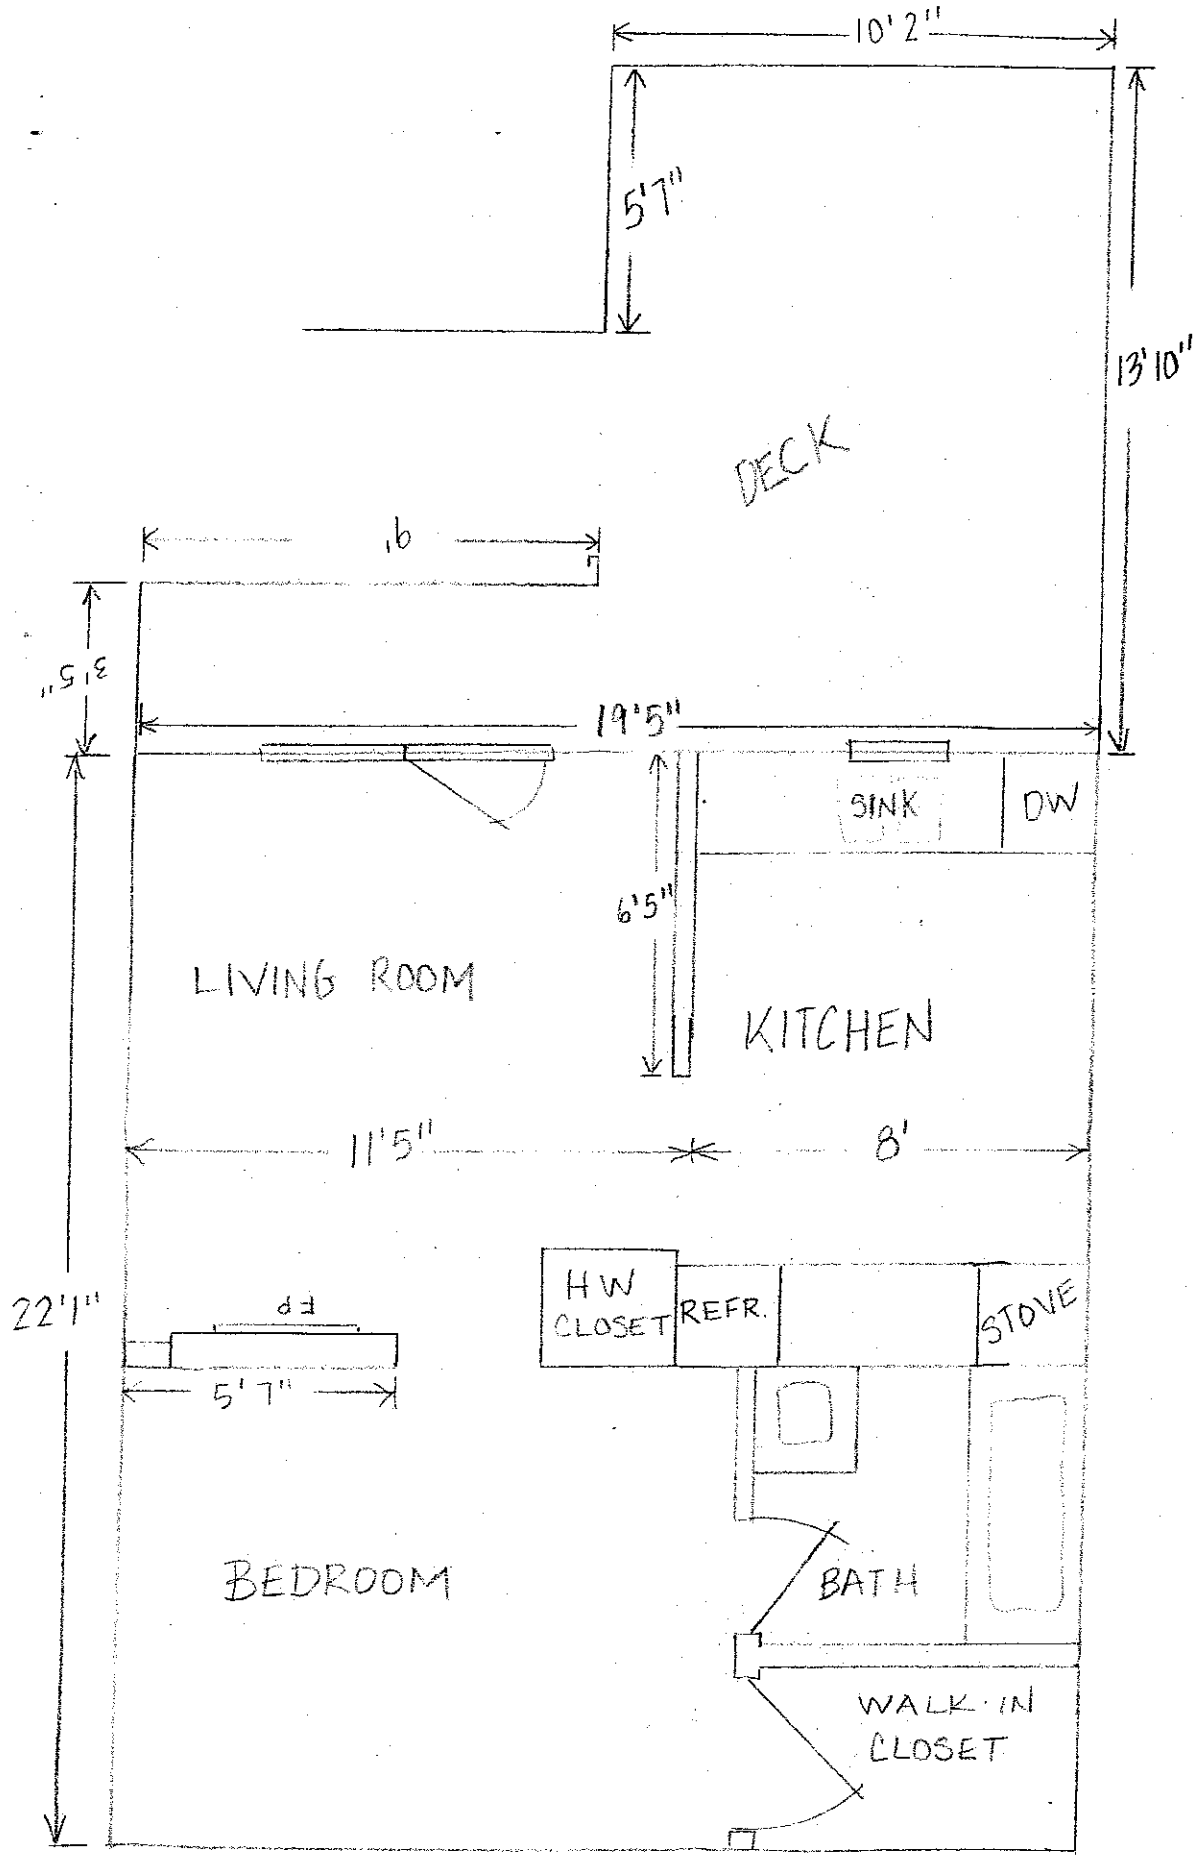 10'2"
5'7"
13'10"
DECK
9'
3'5"
19'5"
SINK
DW
6'5"
LIVING ROOM
KITCHEN
11'5"
8'
22'1"
FP
HW
CLOSET
REFR.
STOVE
5'7"
BEDROOM
BATH
WALK-IN
CLOSET